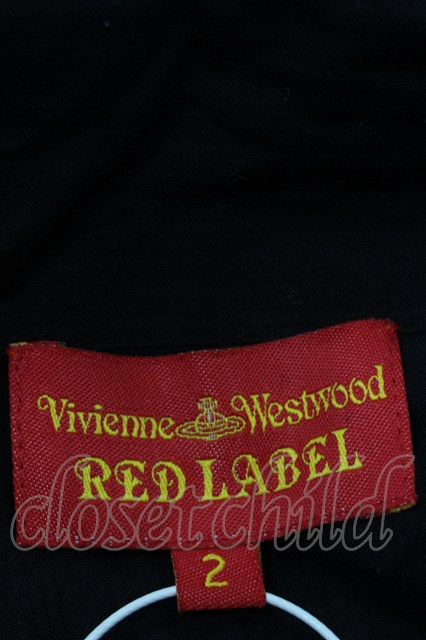 Vivienne Westwood
RED LABEL
closet child
2